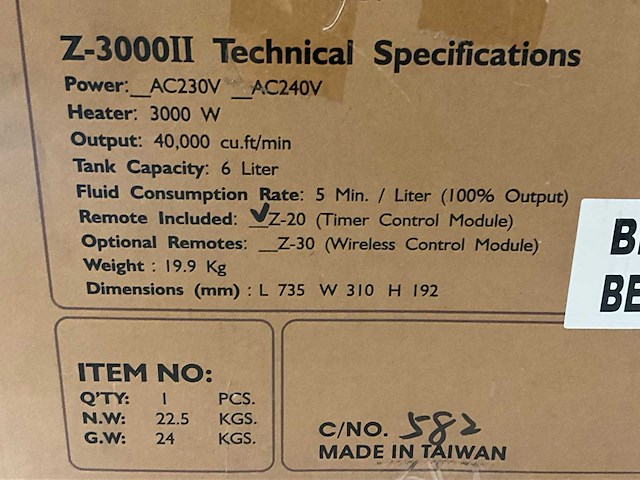 Z-3000II Technical Specifications
Power:__AC230V __AC240V
Heater: 3000 W
Output: 40,000 cu.ft/min
Tank Capacity: 6 Liter
Fluid Consumption Rate: 5 Min. / Liter (100% Output)
Remote Included: ✓Z-20 (Timer Control Module)
Optional Remotes: __Z-30 (Wireless Control Module)
Weight : 19.9 Kg
Dimensions (mm) : L 735 W 310 H 192
ITEM NO:
Q'TY: 1 PCS.
N.W: 22.5 KGS.
G.W: 24 KGS.
C/NO. 582
MADE IN TAIWAN
BE